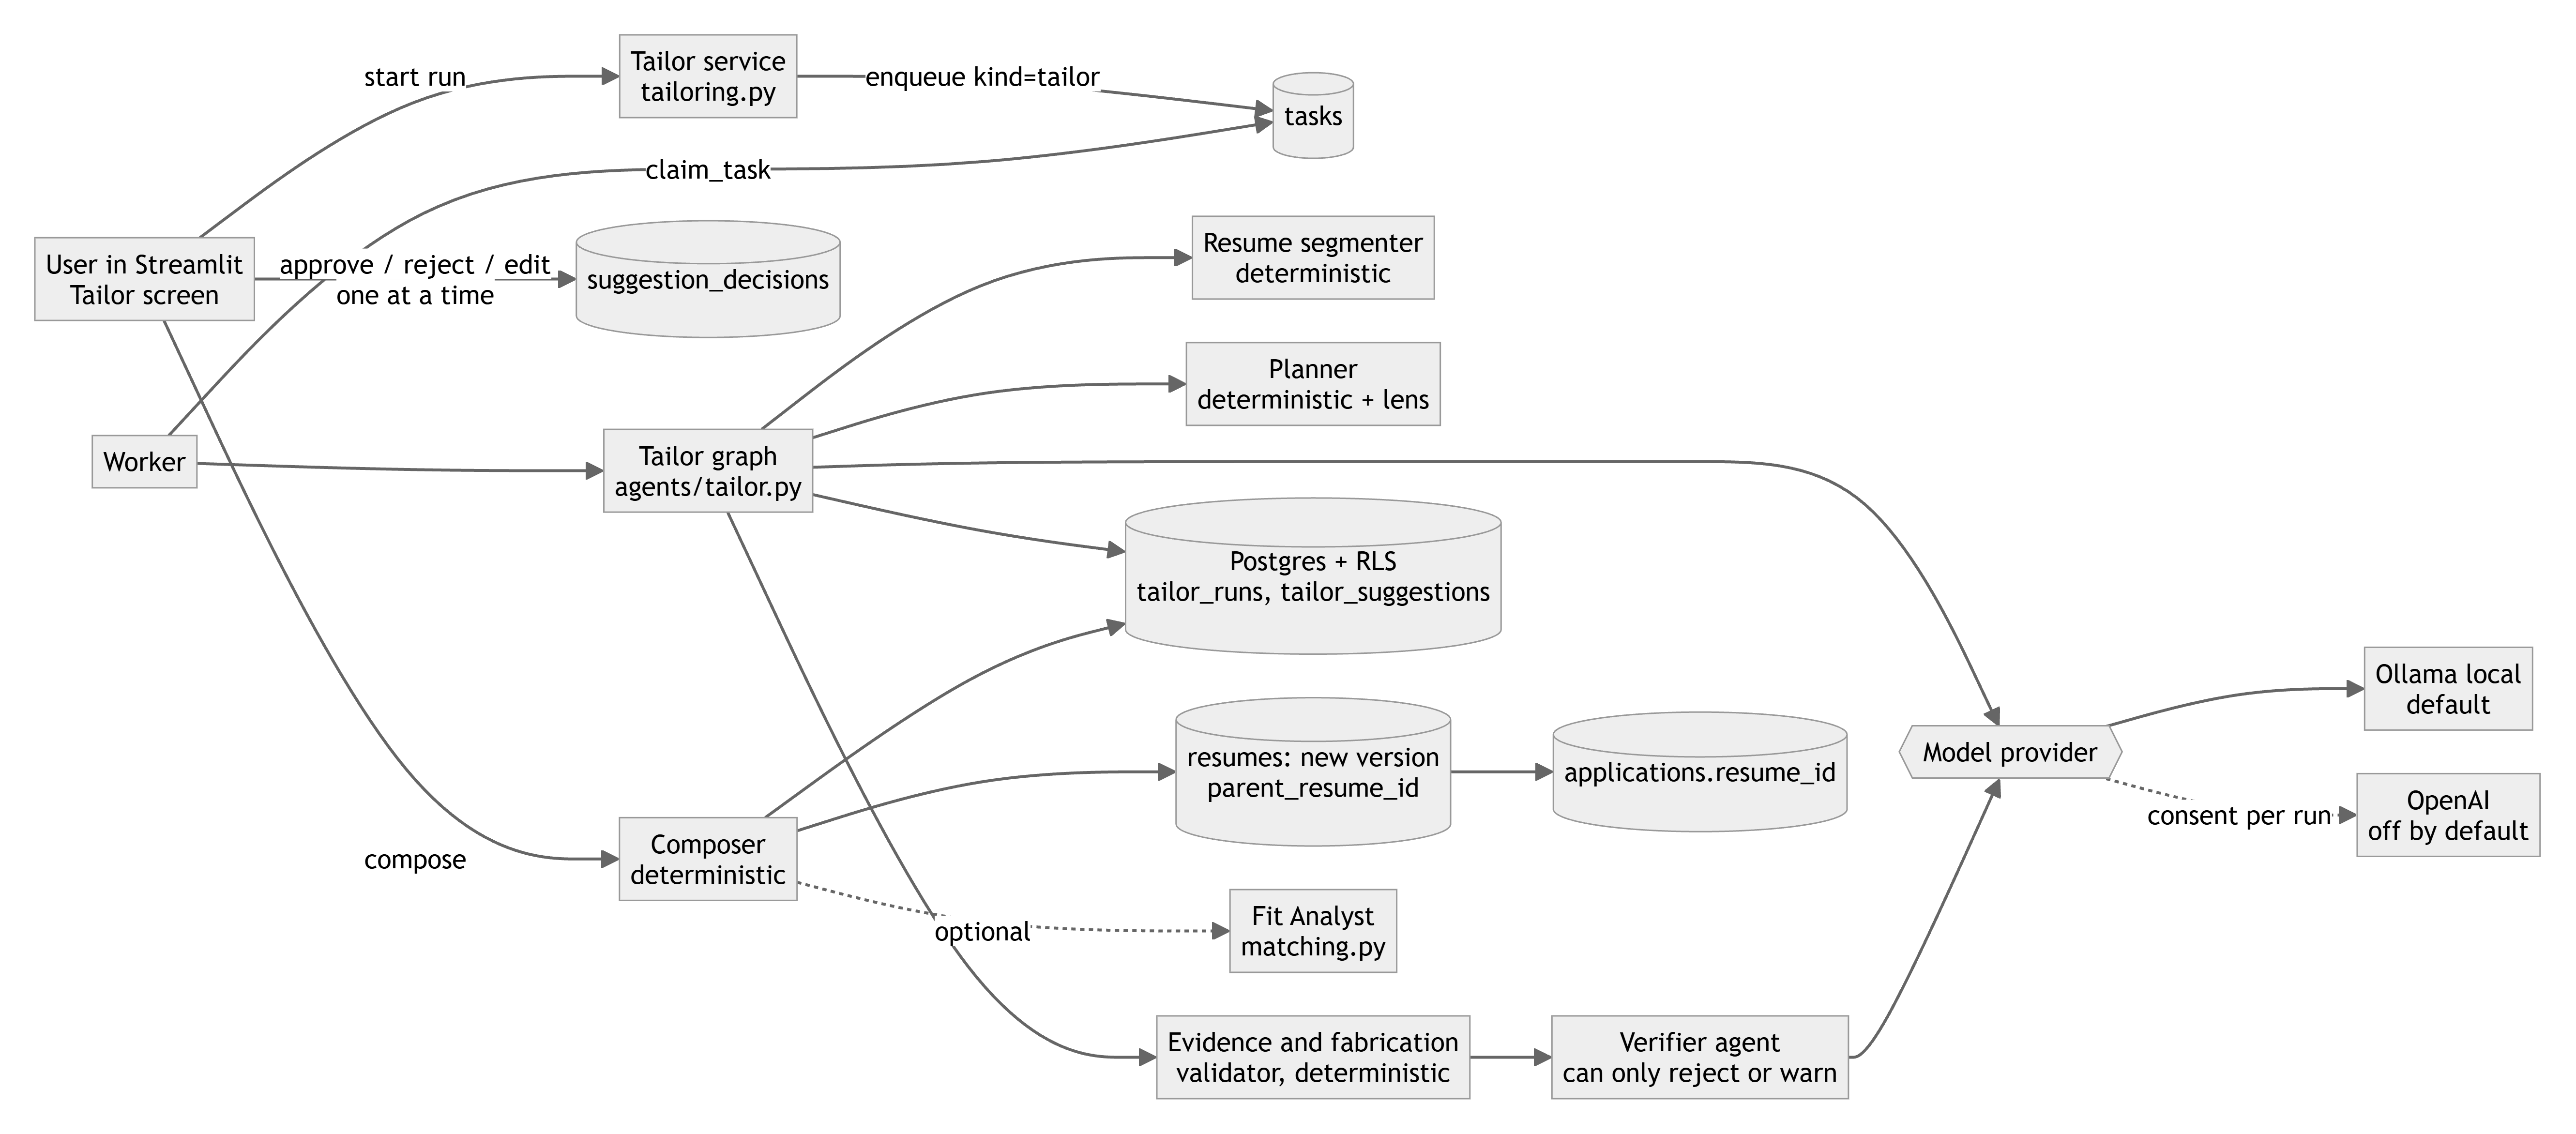 start run
Tailor service
tailoring.py
enqueue kind=tailor
tasks
claim_task
User in Streamlit
Tailor screen
approve / reject / edit
one at a time
suggestion_decisions
Resume segmenter
deterministic
Planner
deterministic + lens
Worker
Tailor graph
agents/tailor.py
Postgres + RLS
tailor_runs, tailor_suggestions
Ollama local
default
resumes: new version
parent_resume_id
applications.resume_id
Model provider
consent per run
OpenAI
off by default
compose
Composer
deterministic
optional
Fit Analyst
matching.py
Evidence and fabrication
validator, deterministic
Verifier agent
can only reject or warn